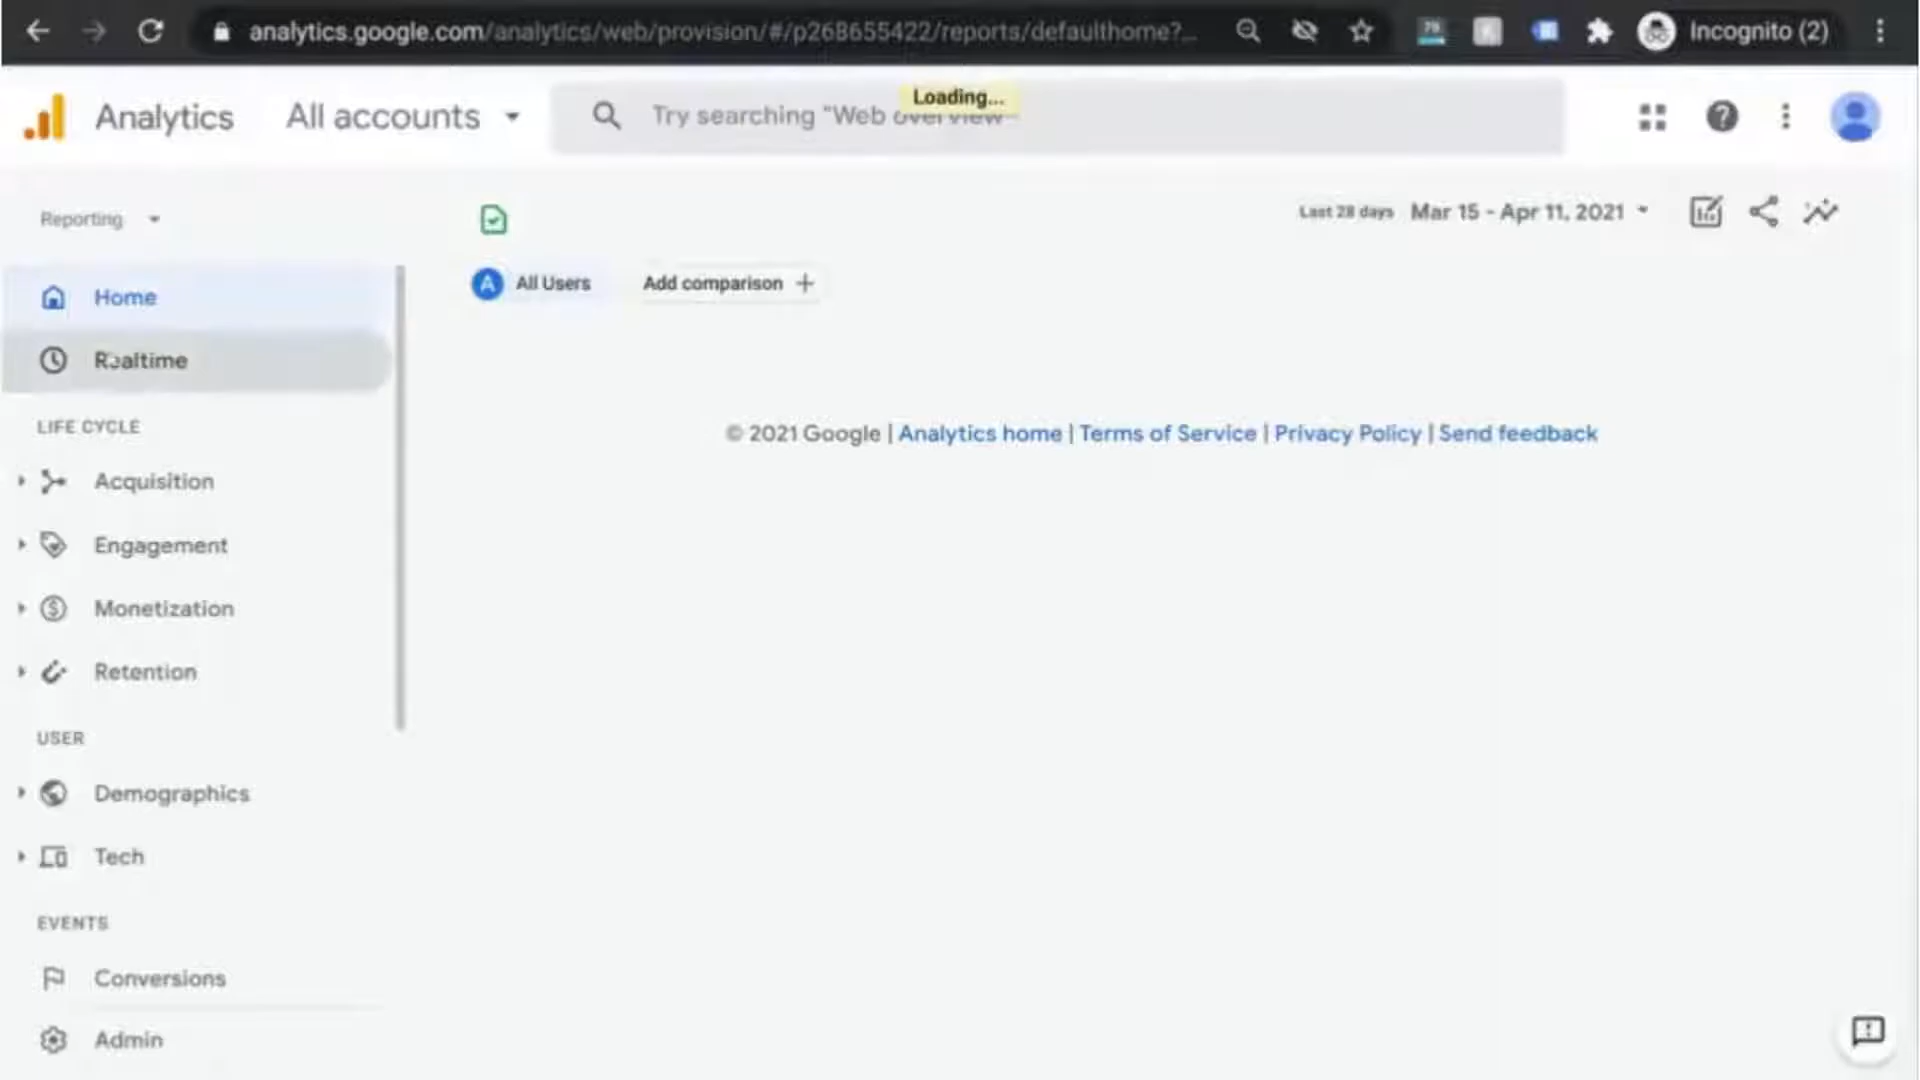 analytics.google.com/analytics/web/provision/#/p268655422/reports/defaulthome?...
79
Incognito (2)
Analytics
All accounts
Try searching "Web overview"
Loading...
Reporting
Last 28 days Mar 15 - Apr 11, 2021
Home
A All Users
Add comparison +
Realtime
LIFE CYCLE
© 2021 Google | Analytics home | Terms of Service | Privacy Policy | Send feedback
Acquisition
Engagement
Monetization
Retention
USER
Demographics
Tech
EVENTS
Conversions
Admin